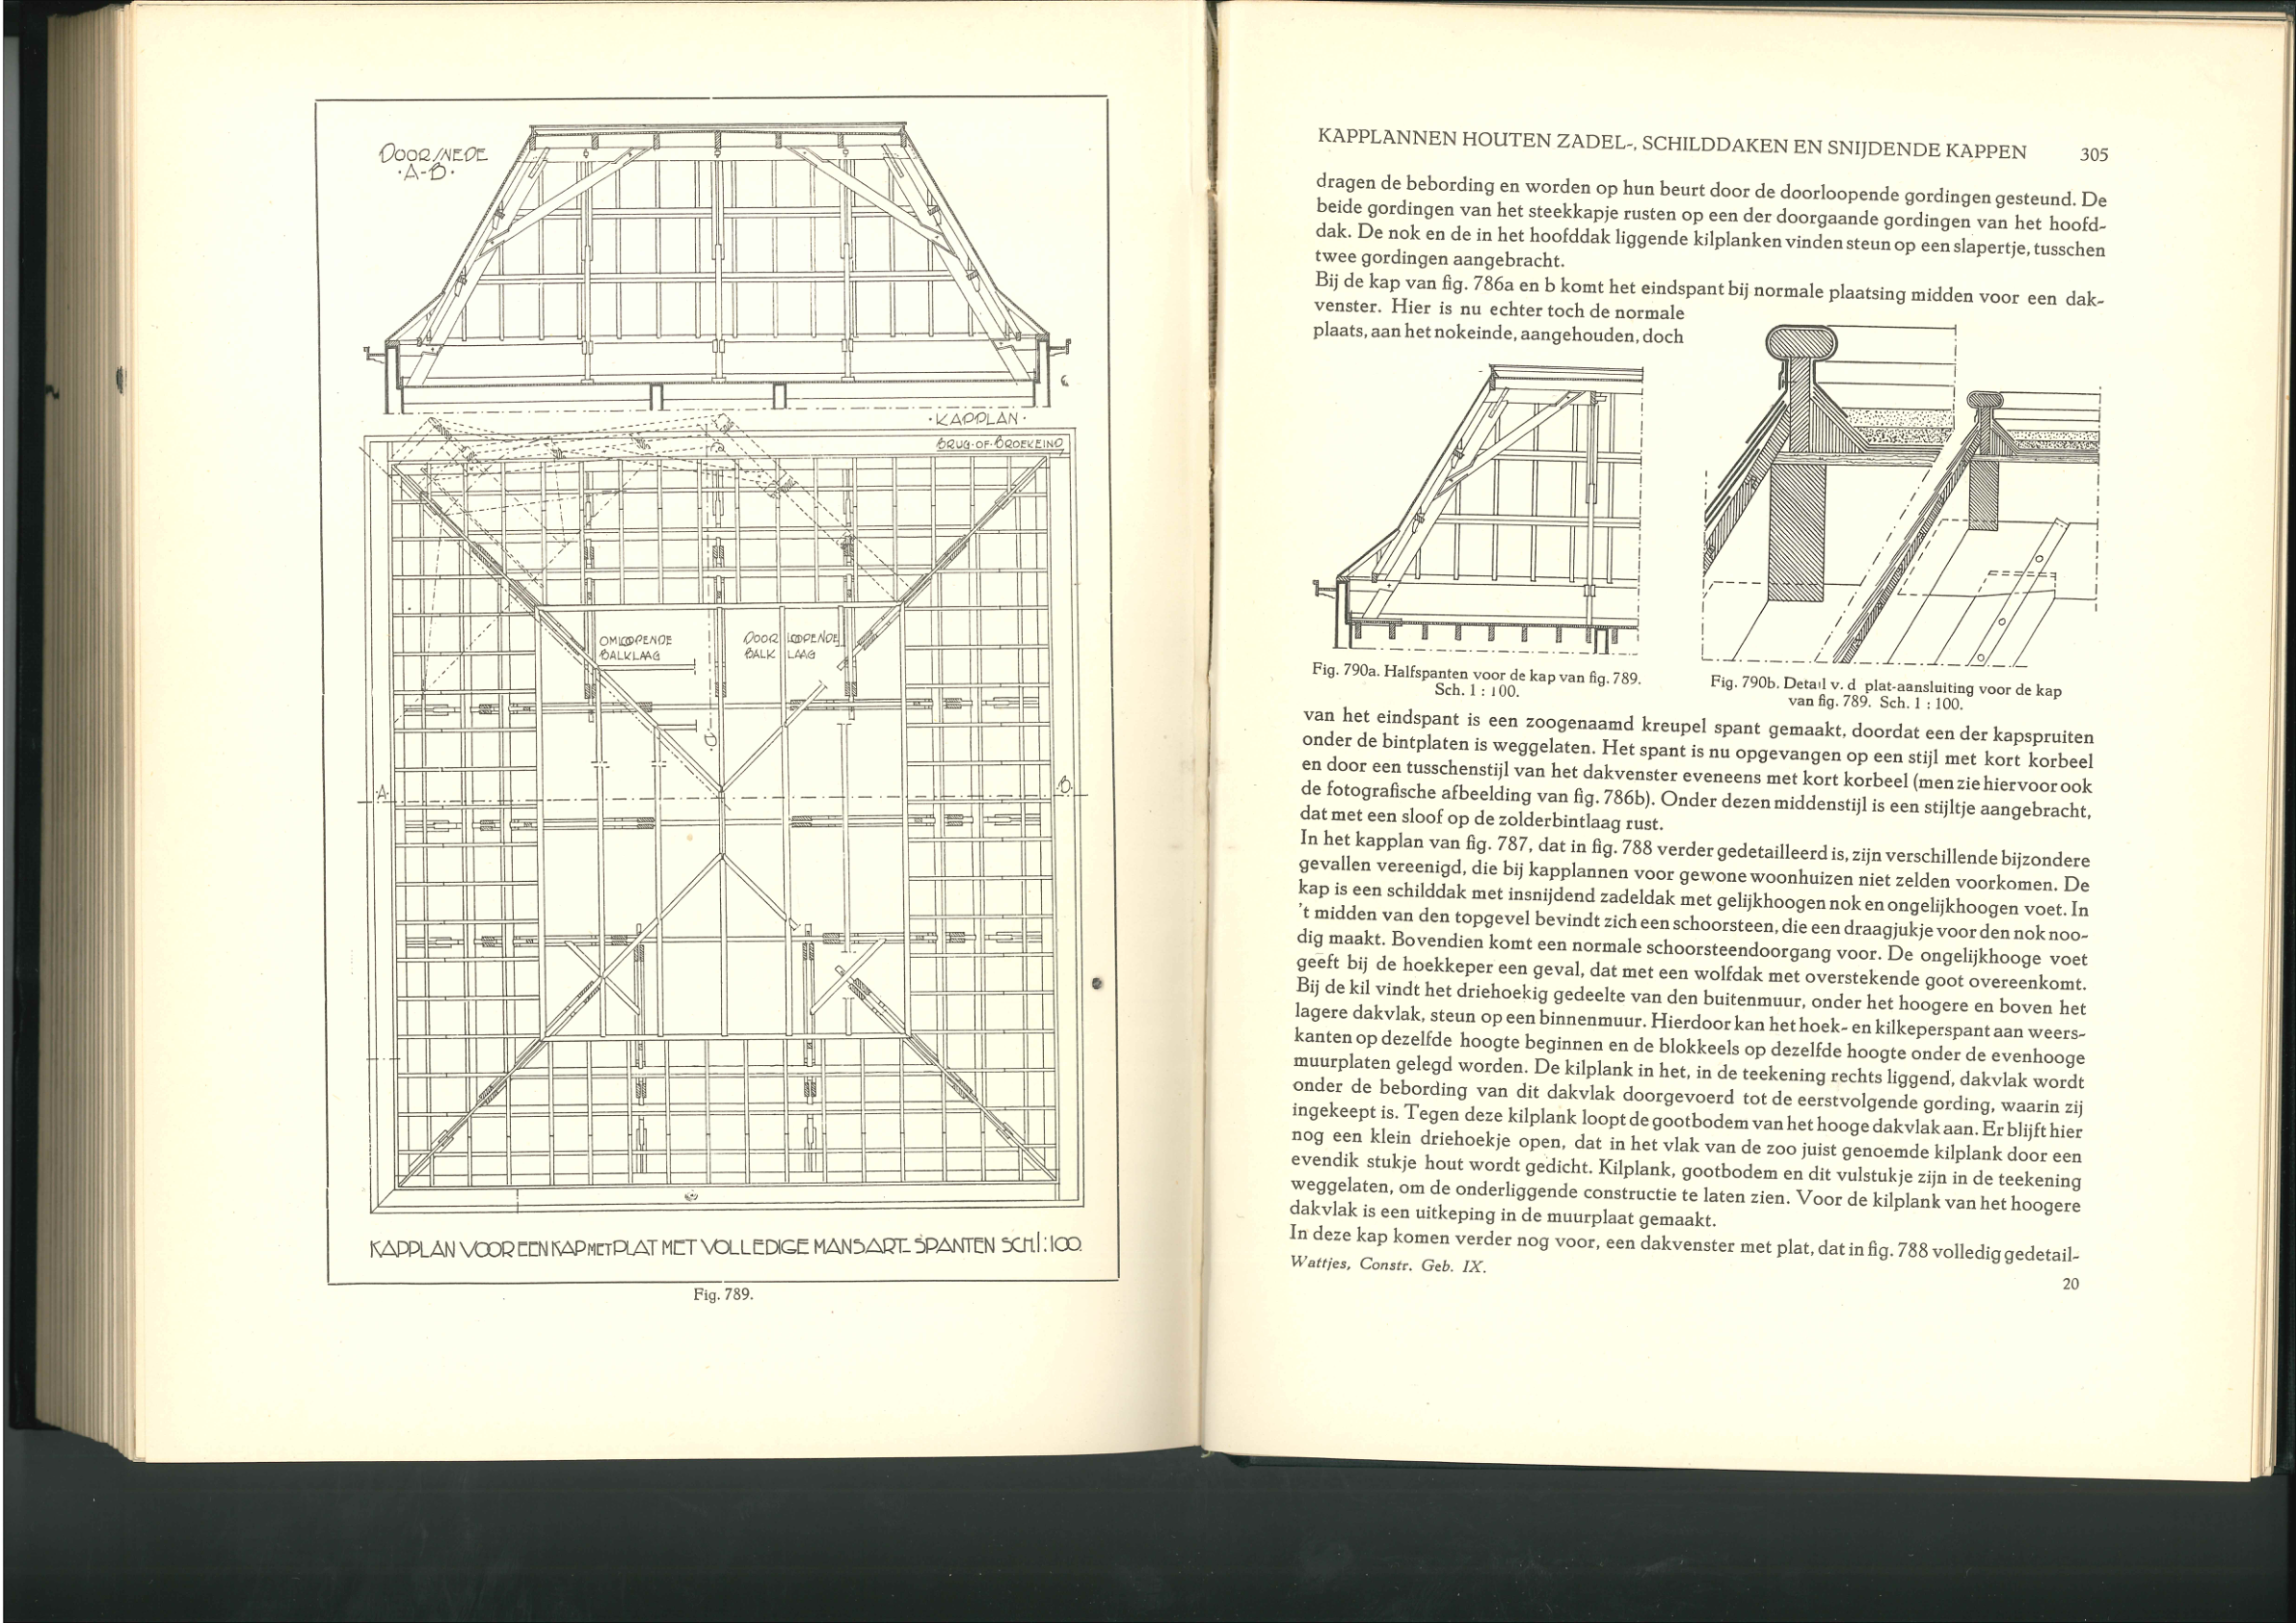 DOORSNEDE
·A-B·
·KAPPLAN·
BRUG-OF-BROEKEIND
OMLOOPENDE
BALKLAAG
DOORLOOPENDE
BALKLAAG
·A·
·B·
·D·
KAPPLAN VOOR EEN KAP MET PLAT MET VOLLEDIGE MANSART-SPANTEN SCH.1:100.
Fig. 789.
KAPPLANNEN HOUTEN ZADEL-, SCHILDDAKEN EN SNIJDENDE KAPPEN 305
dragen de bebording en worden op hun beurt door de doorloopende gordingen gesteund. De
beide gordingen van het steekkapje rusten op een der doorgaande gordingen van het hoofd-
dak. De nok en de in het hoofddak liggende kilplanken vinden steun op een slapertje, tusschen
twee gordingen aangebracht.
Bij de kap van fig. 786a en b komt het eindspant bij normale plaatsing midden voor een dak-
venster. Hier is nu echter toch de normale
plaats, aan het nokeinde, aangehouden, doch
Fig. 790a. Halfspanten voor de kap van fig. 789.
Sch. 1 : 100.
Fig. 790b. Detail v. d plat-aansluiting voor de kap
van fig. 789. Sch. 1 : 100.
van het eindspant is een zoogenaamd kreupel spant gemaakt, doordat een der kapspruiten
onder de bintplaten is weggelaten. Het spant is nu opgevangen op een stijl met kort korbeel
en door een tusschenstijl van het dakvenster eveneens met kort korbeel (men zie hiervoor ook
de fotografische afbeelding van fig. 786b). Onder dezen middenstijl is een stijltje aangebracht,
dat met een sloof op de zolderbintlaag rust.
In het kapplan van fig. 787, dat in fig. 788 verder gedetailleerd is, zijn verschillende bijzondere
gevallen vereenigd, die bij kapplannen voor gewone woonhuizen niet zelden voorkomen. De
kap is een schilddak met insnijdend zadeldak met gelijkhoogen nok en ongelijkhoogen voet. In
't midden van den topgevel bevindt zich een schoorsteen, die een draagjukje voor den nok noo-
dig maakt. Bovendien komt een normale schoorsteendoorgang voor. De ongelijkhooge voet
geeft bij de hoekkeper een geval, dat met een wolfdak met overstekende goot overeenkomt.
Bij de kil vindt het driehoekig gedeelte van den buitenmuur, onder het hoogere en boven het
lagere dakvlak, steun op een binnenmuur. Hierdoor kan het hoek- en kilkeperspant aan weers-
kanten op dezelfde hoogte beginnen en de blokkeels op dezelfde hoogte onder de evenhooge
muurplaten gelegd worden. De kilplank in het, in de teekening rechts liggend, dakvlak wordt
onder de bebording van dit dakvlak doorgevoerd tot de eerstvolgende gording, waarin zij
ingekeept is. Tegen deze kilplank loopt de gootbodem van het hooge dakvlak aan. Er blijft hier
nog een klein driehoekje open, dat in het vlak van de zoo juist genoemde kilplank door een
evendik stukje hout wordt gedicht. Kilplank, gootbodem en dit vulstukje zijn in de teekening
weggelaten, om de onderliggende constructie te laten zien. Voor de kilplank van het hoogere
dakvlak is een uitkeping in de muurplaat gemaakt.
In deze kap komen verder nog voor, een dakvenster met plat, dat in fig. 788 volledig gedetail-
Wattjes, Constr. Geb. IX.
20